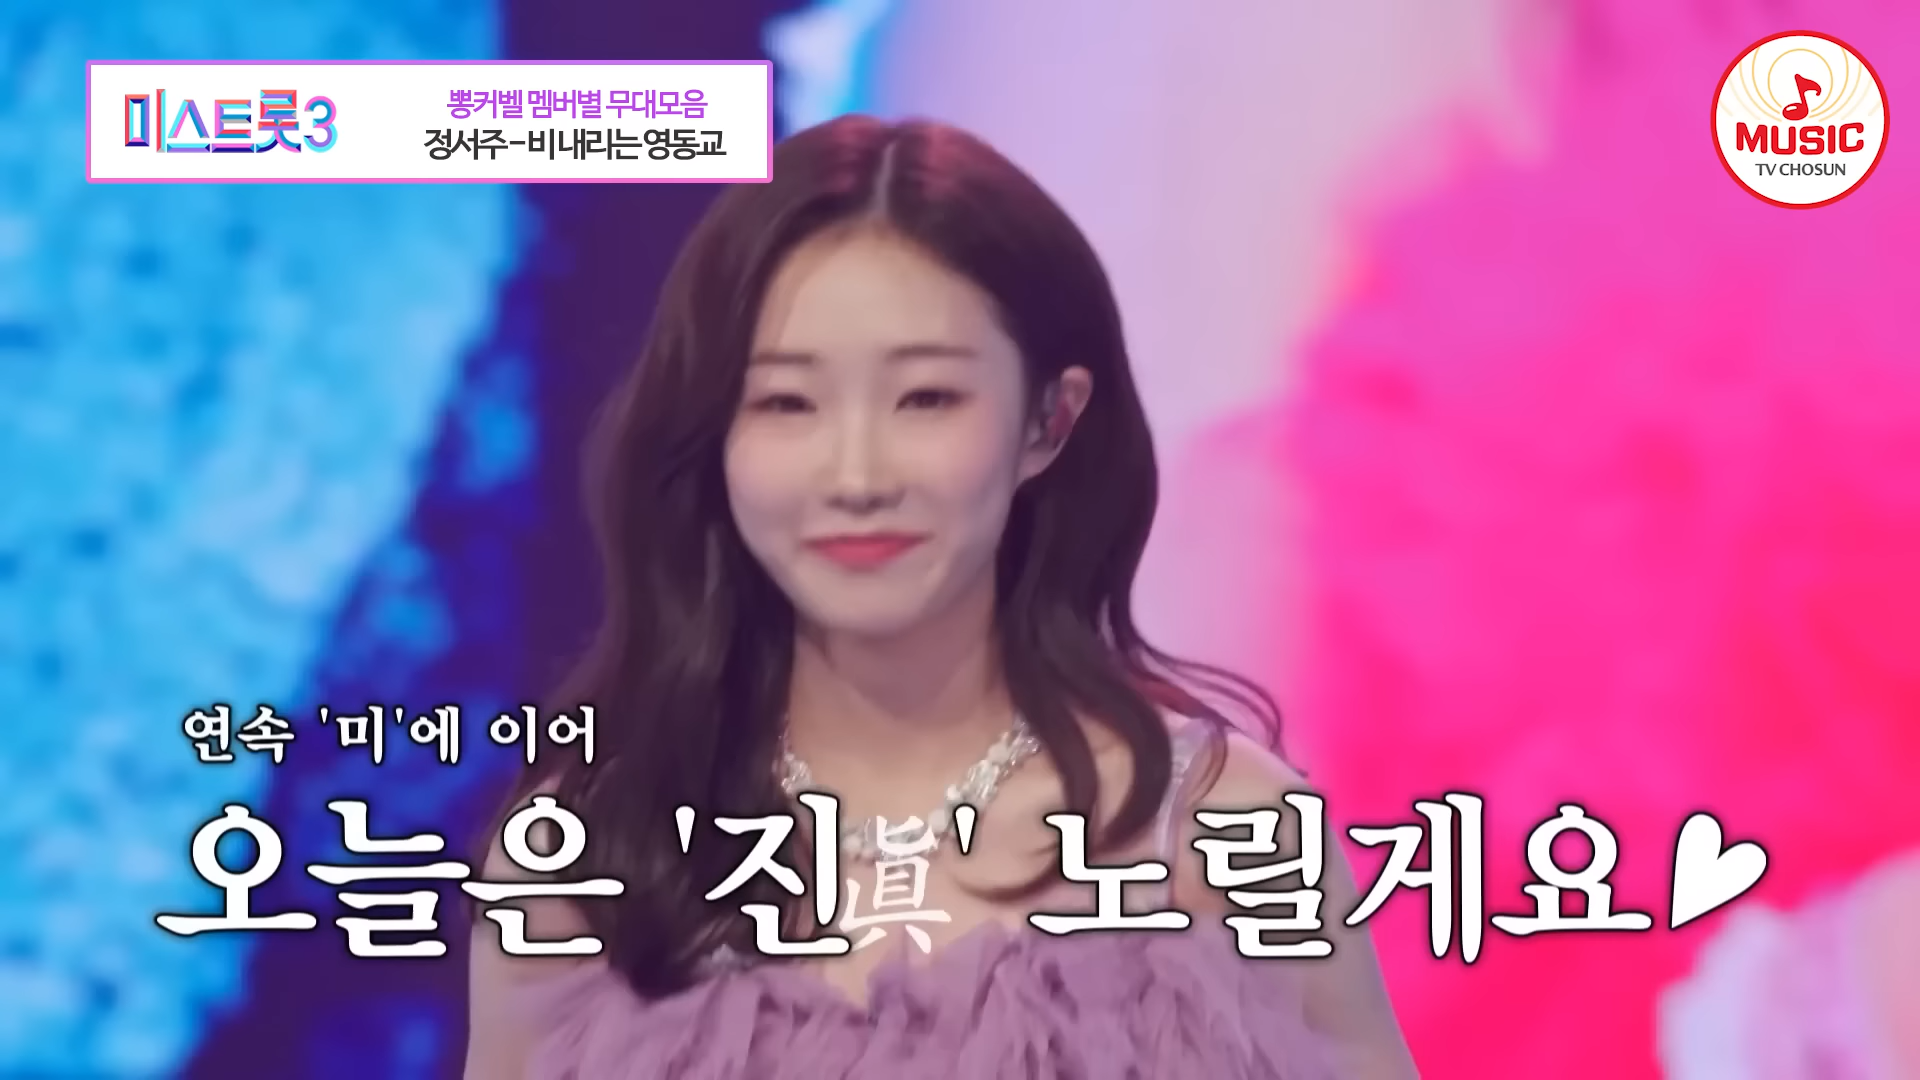 미스트롯3
뽕커벨 멤버별 무대모음
정서주-비 내리는 영동교
MUSIC
TV CHOSUN
연속 '미'에 이어
오늘은 '진眞' 노릴게요